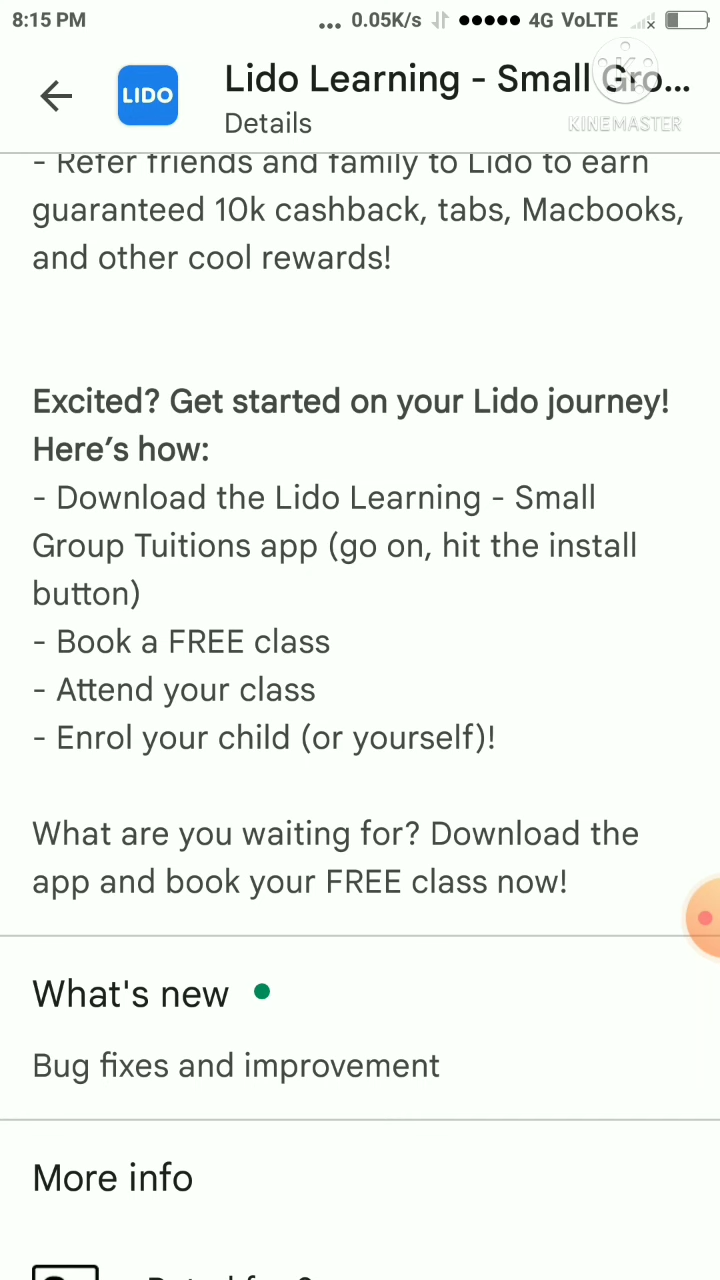 8:15 PM ... 0.05K/s 4G VoLTE
LIDO
Lido Learning - Small Gro...
Details
KINEMASTER
- Refer friends and family to Lido to earn
guaranteed 10k cashback, tabs, Macbooks,
and other cool rewards!
Excited? Get started on your Lido journey!
Here’s how:
- Download the Lido Learning - Small
Group Tuitions app (go on, hit the install
button)
- Book a FREE class
- Attend your class
- Enrol your child (or yourself)!
What are you waiting for? Download the
app and book your FREE class now!
What's new
Bug fixes and improvement
More info